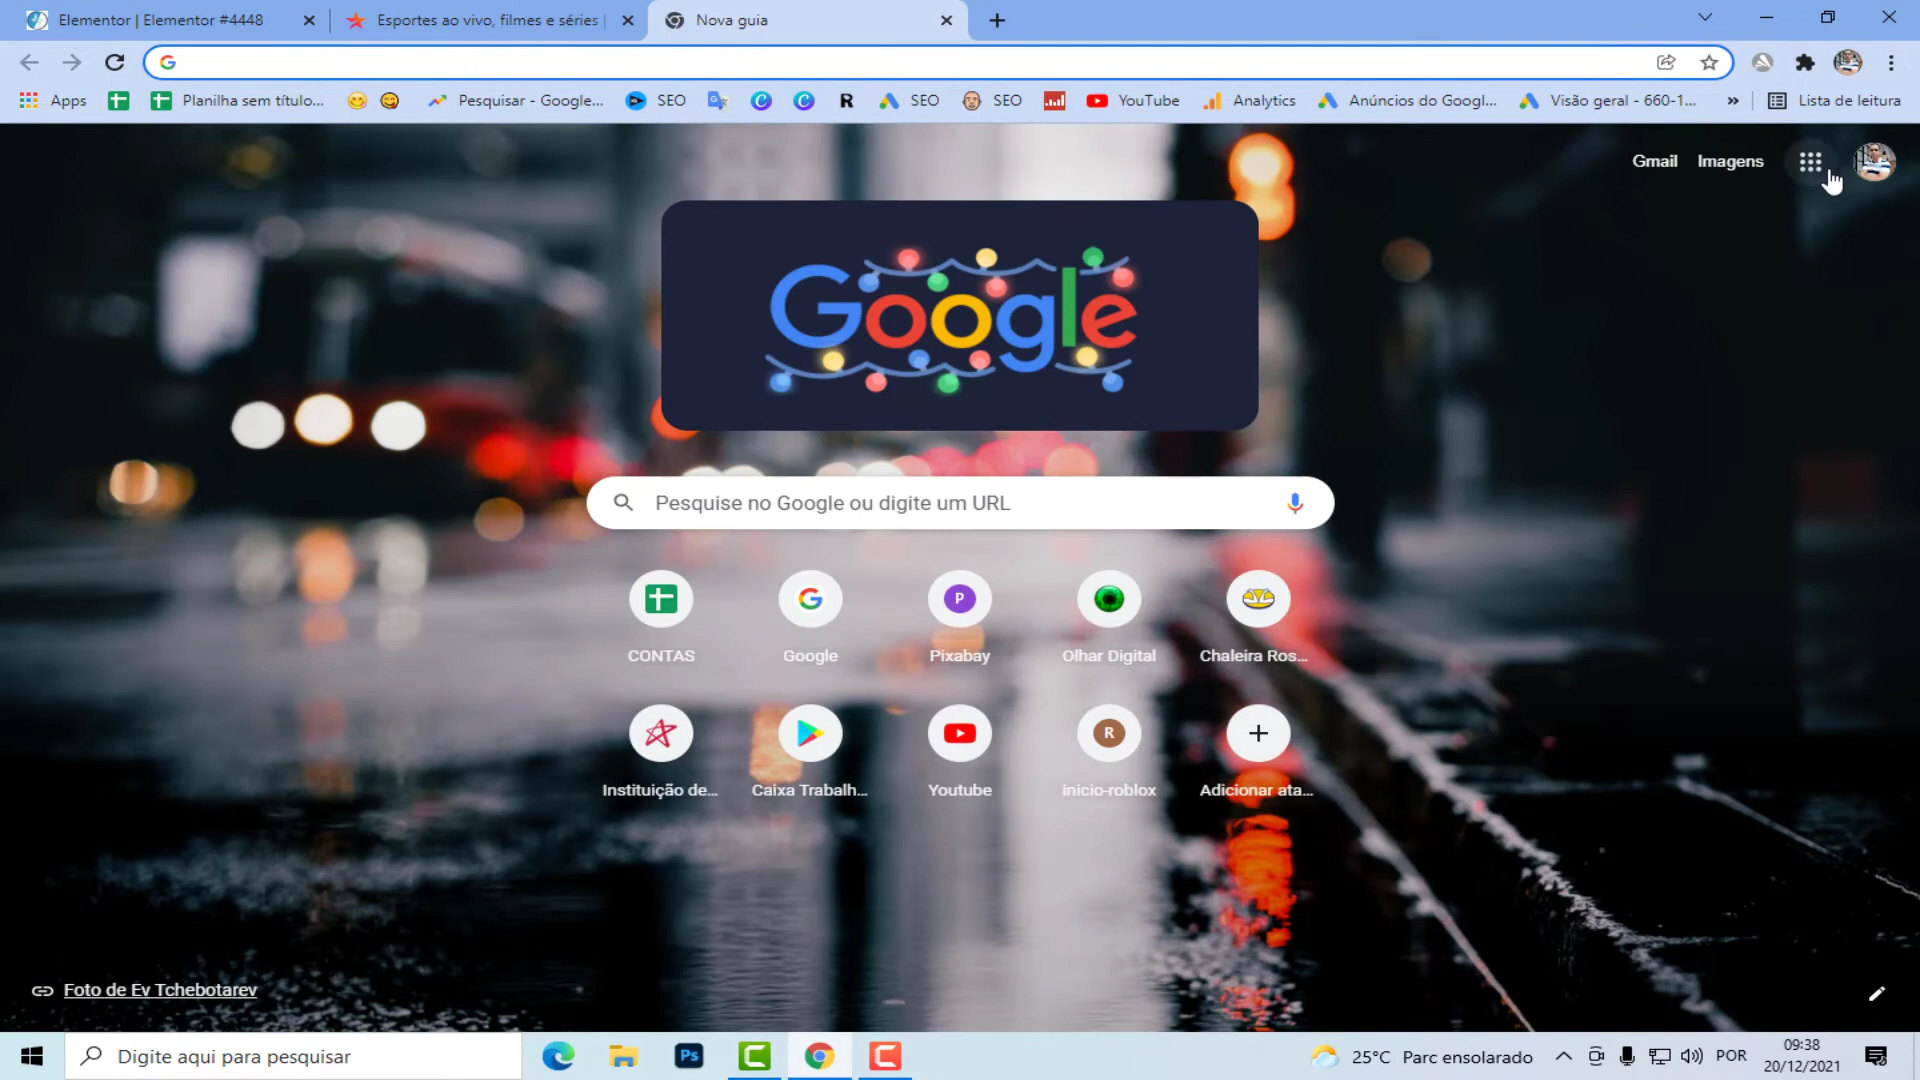 Elementor | Elementor #4448
Esportes ao vivo, filmes e séries |
Nova guia
Apps
Planilha sem título...
Pesquisar - Google...
SEO
R
SEO
SEO
YouTube
Analytics
Anúncios do Googl...
Visão geral - 660-1...
»
Lista de leitura
Gmail
Imagens
Google
Pesquise no Google ou digite um URL
P
CONTAS
Google
Pixabay
Olhar Digital
Chaleira Ros...
R
Instituição de...
Caixa Trabalh...
Youtube
inicio-roblox
Adicionar ata...
Foto de Ev Tchebotarev
Digite aqui para pesquisar
Ps
25°C Parc ensolarado
POR
09:38
20/12/2021